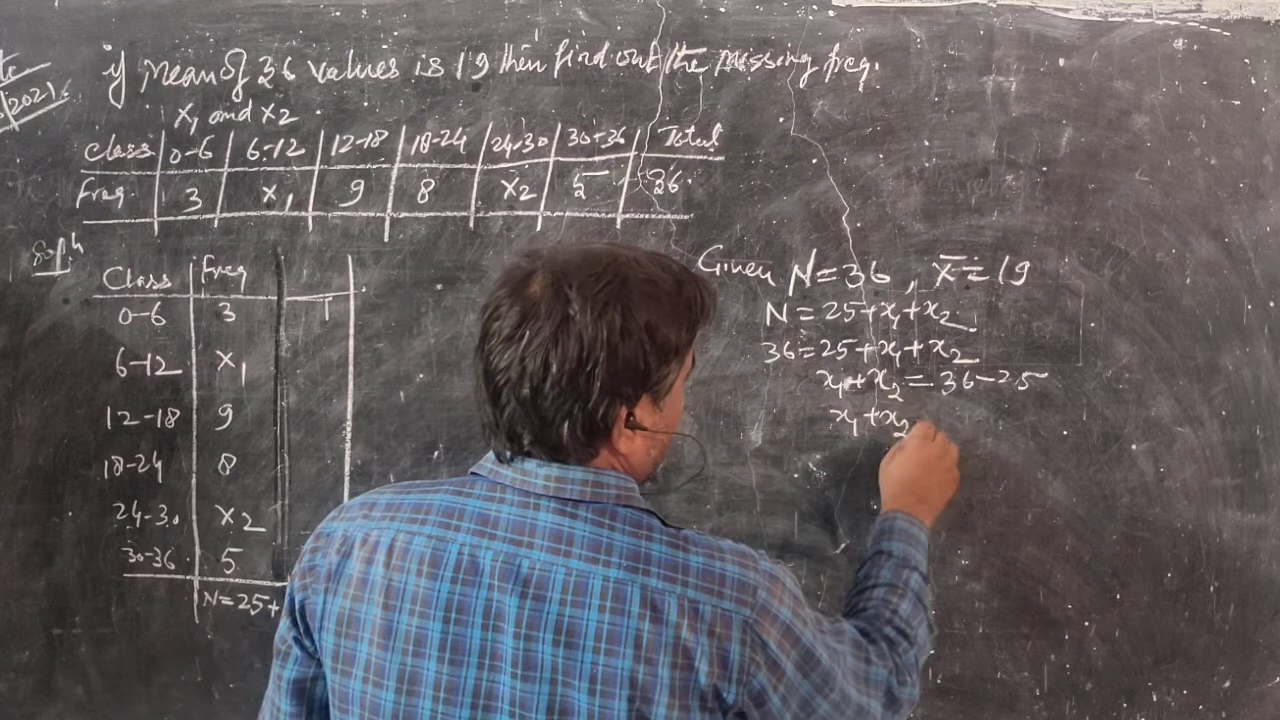 2021
if Mean of 36 values is 19 then find out the missing freq.
X₁ and X₂
Class 0-6 6-12 12-18 18-24 24-30 30-36 Total
Freq. 3 X₁ 9 8 X₂ 5 36
Solⁿ
Class Freq
0-6 3
6-12 X₁
12-18 9
18-24 8
24-30 X₂
30-36 5
N=25+
Given N=36, X̄=19
N=25+x₁+x₂
36=25+x₁+x₂
x₁+x₂=36-25
x₁+x₂